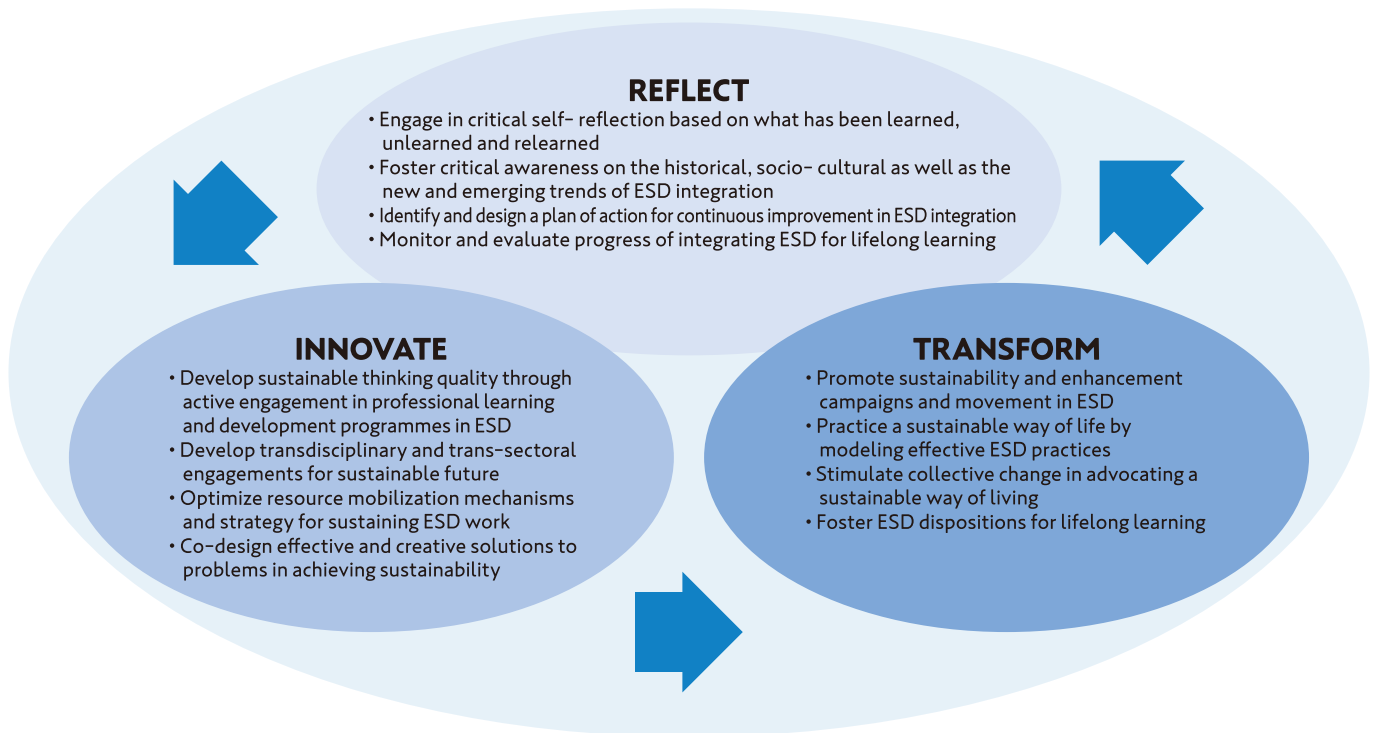 REFLECT
• Engage in critical self- reflection based on what has been learned,
unlearned and relearned
• Foster critical awareness on the historical, socio- cultural as well as the
new and emerging trends of ESD integration
• Identify and design a plan of action for continuous improvement in ESD integration
• Monitor and evaluate progress of integrating ESD for lifelong learning
INNOVATE
• Develop sustainable thinking quality through
active engagement in professional learning
and development programmes in ESD
• Develop transdisciplinary and trans-sectoral
engagements for sustainable future
• Optimize resource mobilization mechanisms
and strategy for sustaining ESD work
• Co-design effective and creative solutions to
problems in achieving sustainability
TRANSFORM
• Promote sustainability and enhancement
campaigns and movement in ESD
• Practice a sustainable way of life by
modeling effective ESD practices
• Stimulate collective change in advocating a
sustainable way of living
• Foster ESD dispositions for lifelong learning